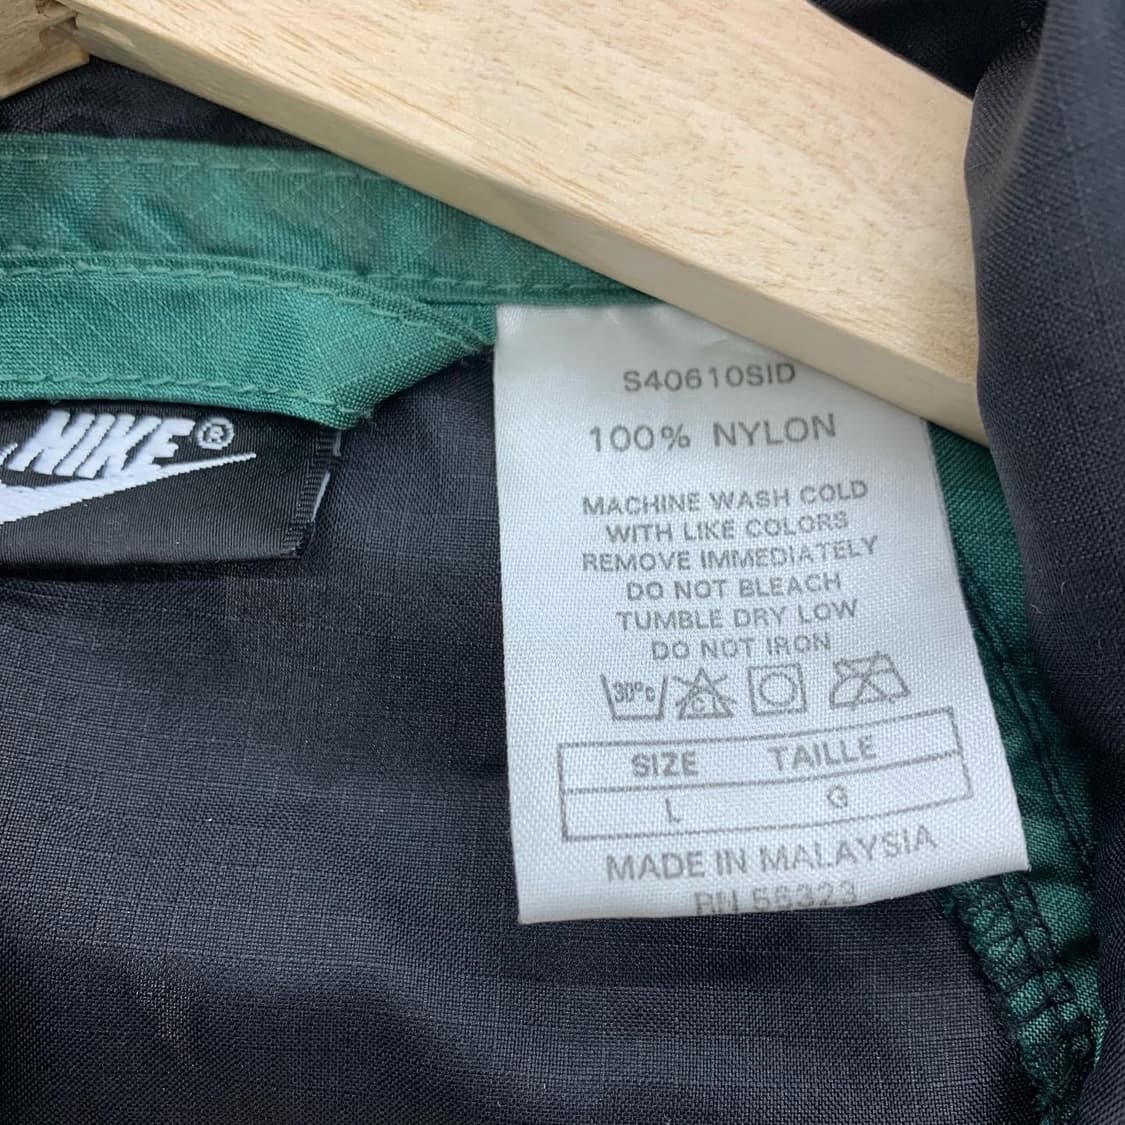 NIKE®
S40610SID
100% NYLON
MACHINE WASH COLD
WITH LIKE COLORS
REMOVE IMMEDIATELY
DO NOT BLEACH
TUMBLE DRY LOW
DO NOT IRON
30°c Cl
SIZE TAILLE
L G
MADE IN MALAYSIA
RN 56323